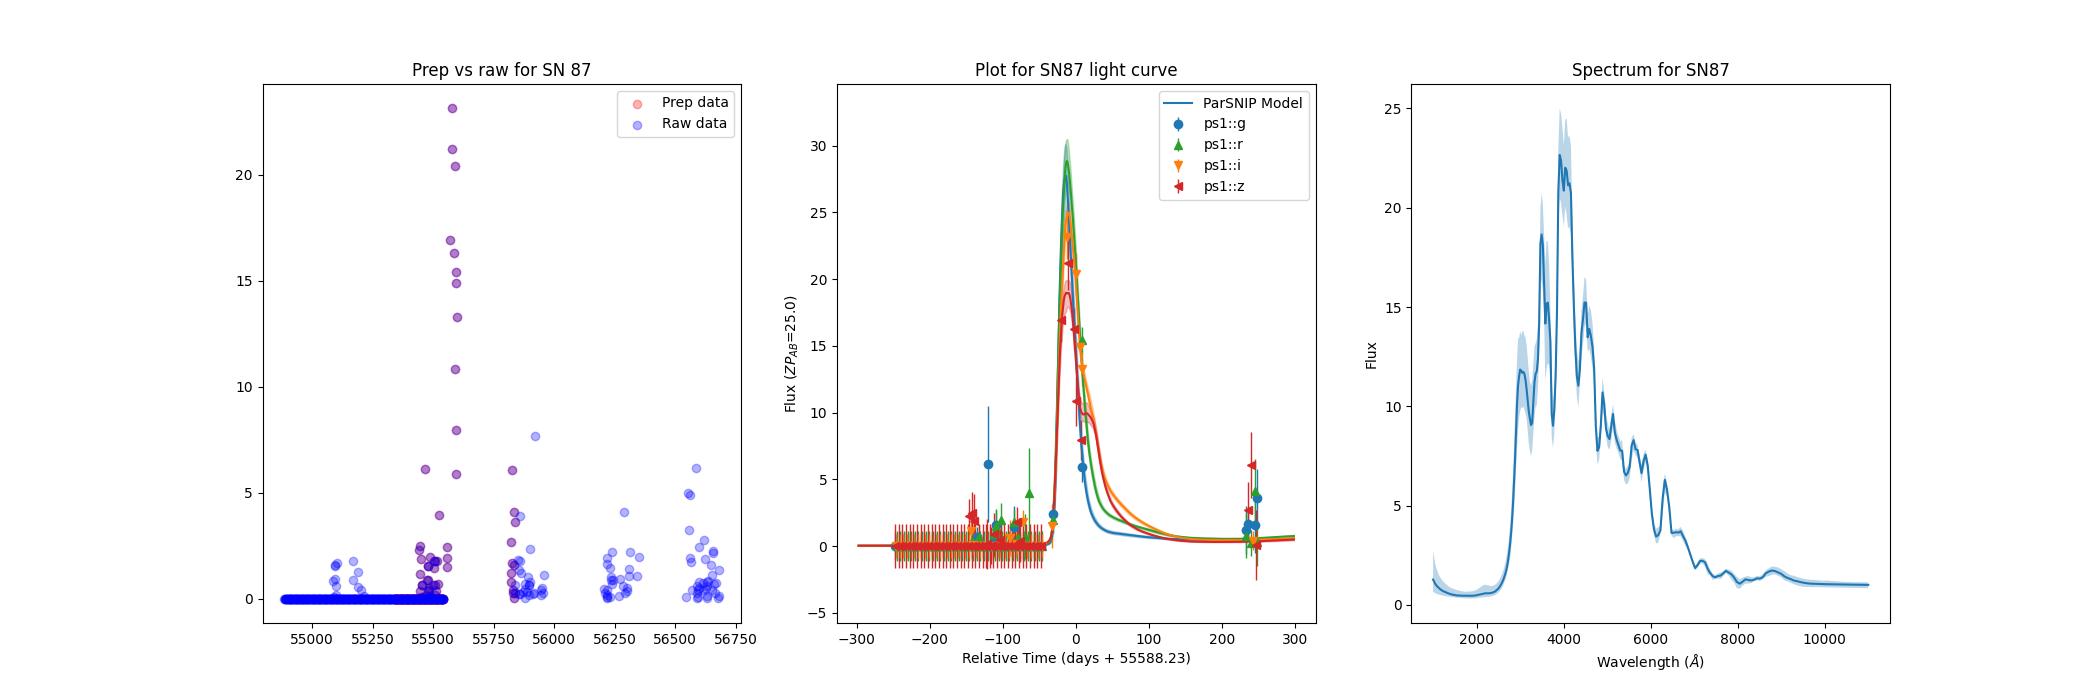 Prep vs raw for SN 87
Prep data
Raw data
20
15
10
5
0
55000
55250
55500
55750
56000
56250
56500
56750
Plot for SN87 light curve
ParSNIP Model
ps1::g
ps1::r
ps1::i
ps1::z
Flux (ZP_AB=25.0)
30
25
20
15
10
5
0
−5
−300
−200
−100
0
100
200
300
Relative Time (days + 55588.23)
Spectrum for SN87
Flux
25
20
15
10
5
0
2000
4000
6000
8000
10000
Wavelength (Å)